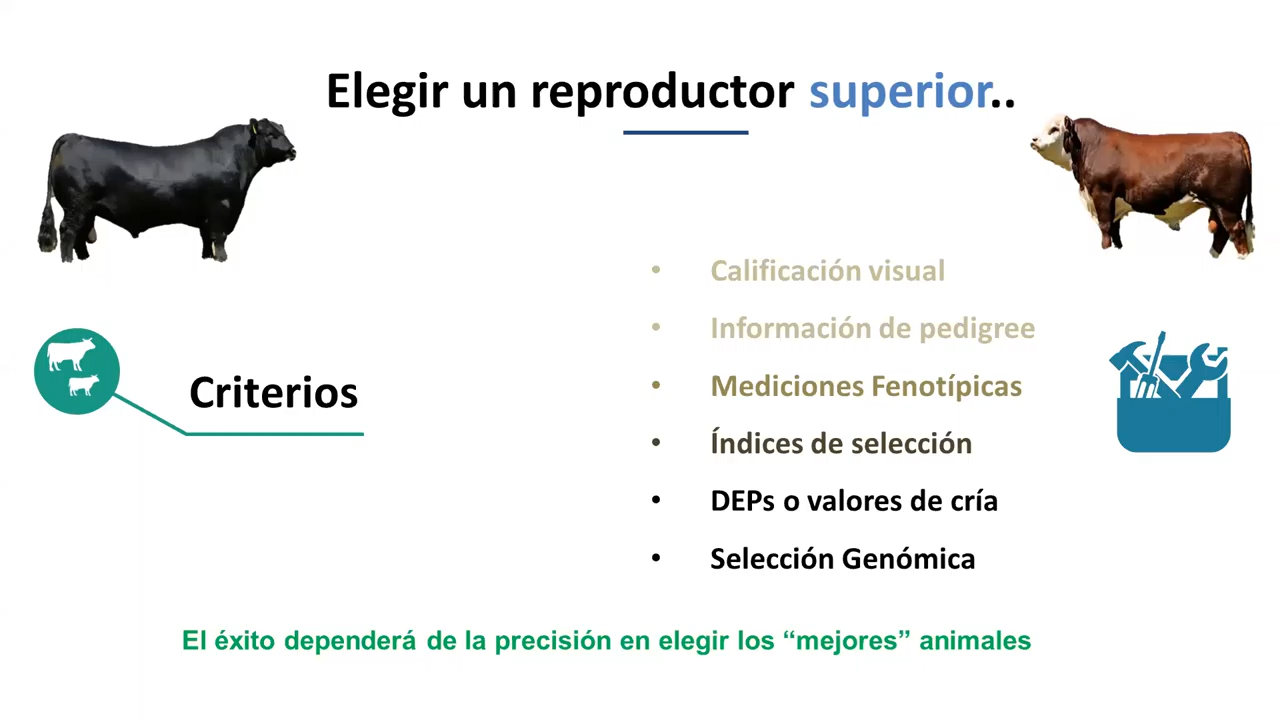 Elegir un reproductor superior..
Criterios
• Calificación visual
• Información de pedigree
• Mediciones Fenotípicas
• Índices de selección
• DEPs o valores de cría
• Selección Genómica
El éxito dependerá de la precisión en elegir los “mejores” animales